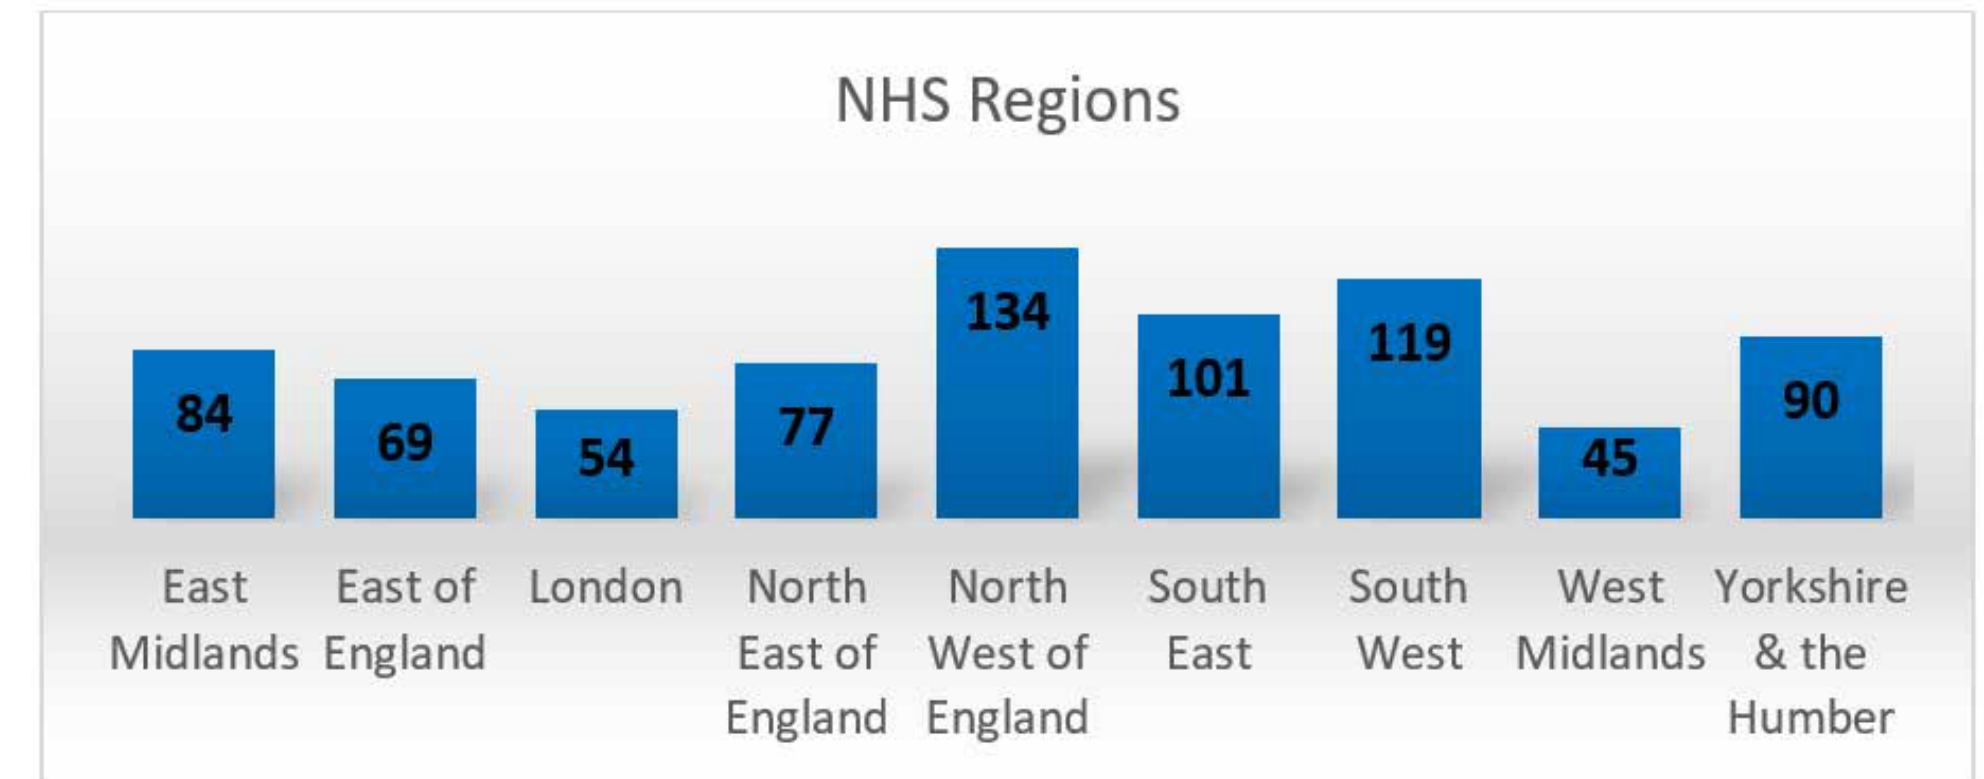 NHS Regions
84
69
54
77
134
101
119
45
90
East Midlands
East of England
London
North East of England
North West of England
South East
South West
West Midlands
Yorkshire & the Humber